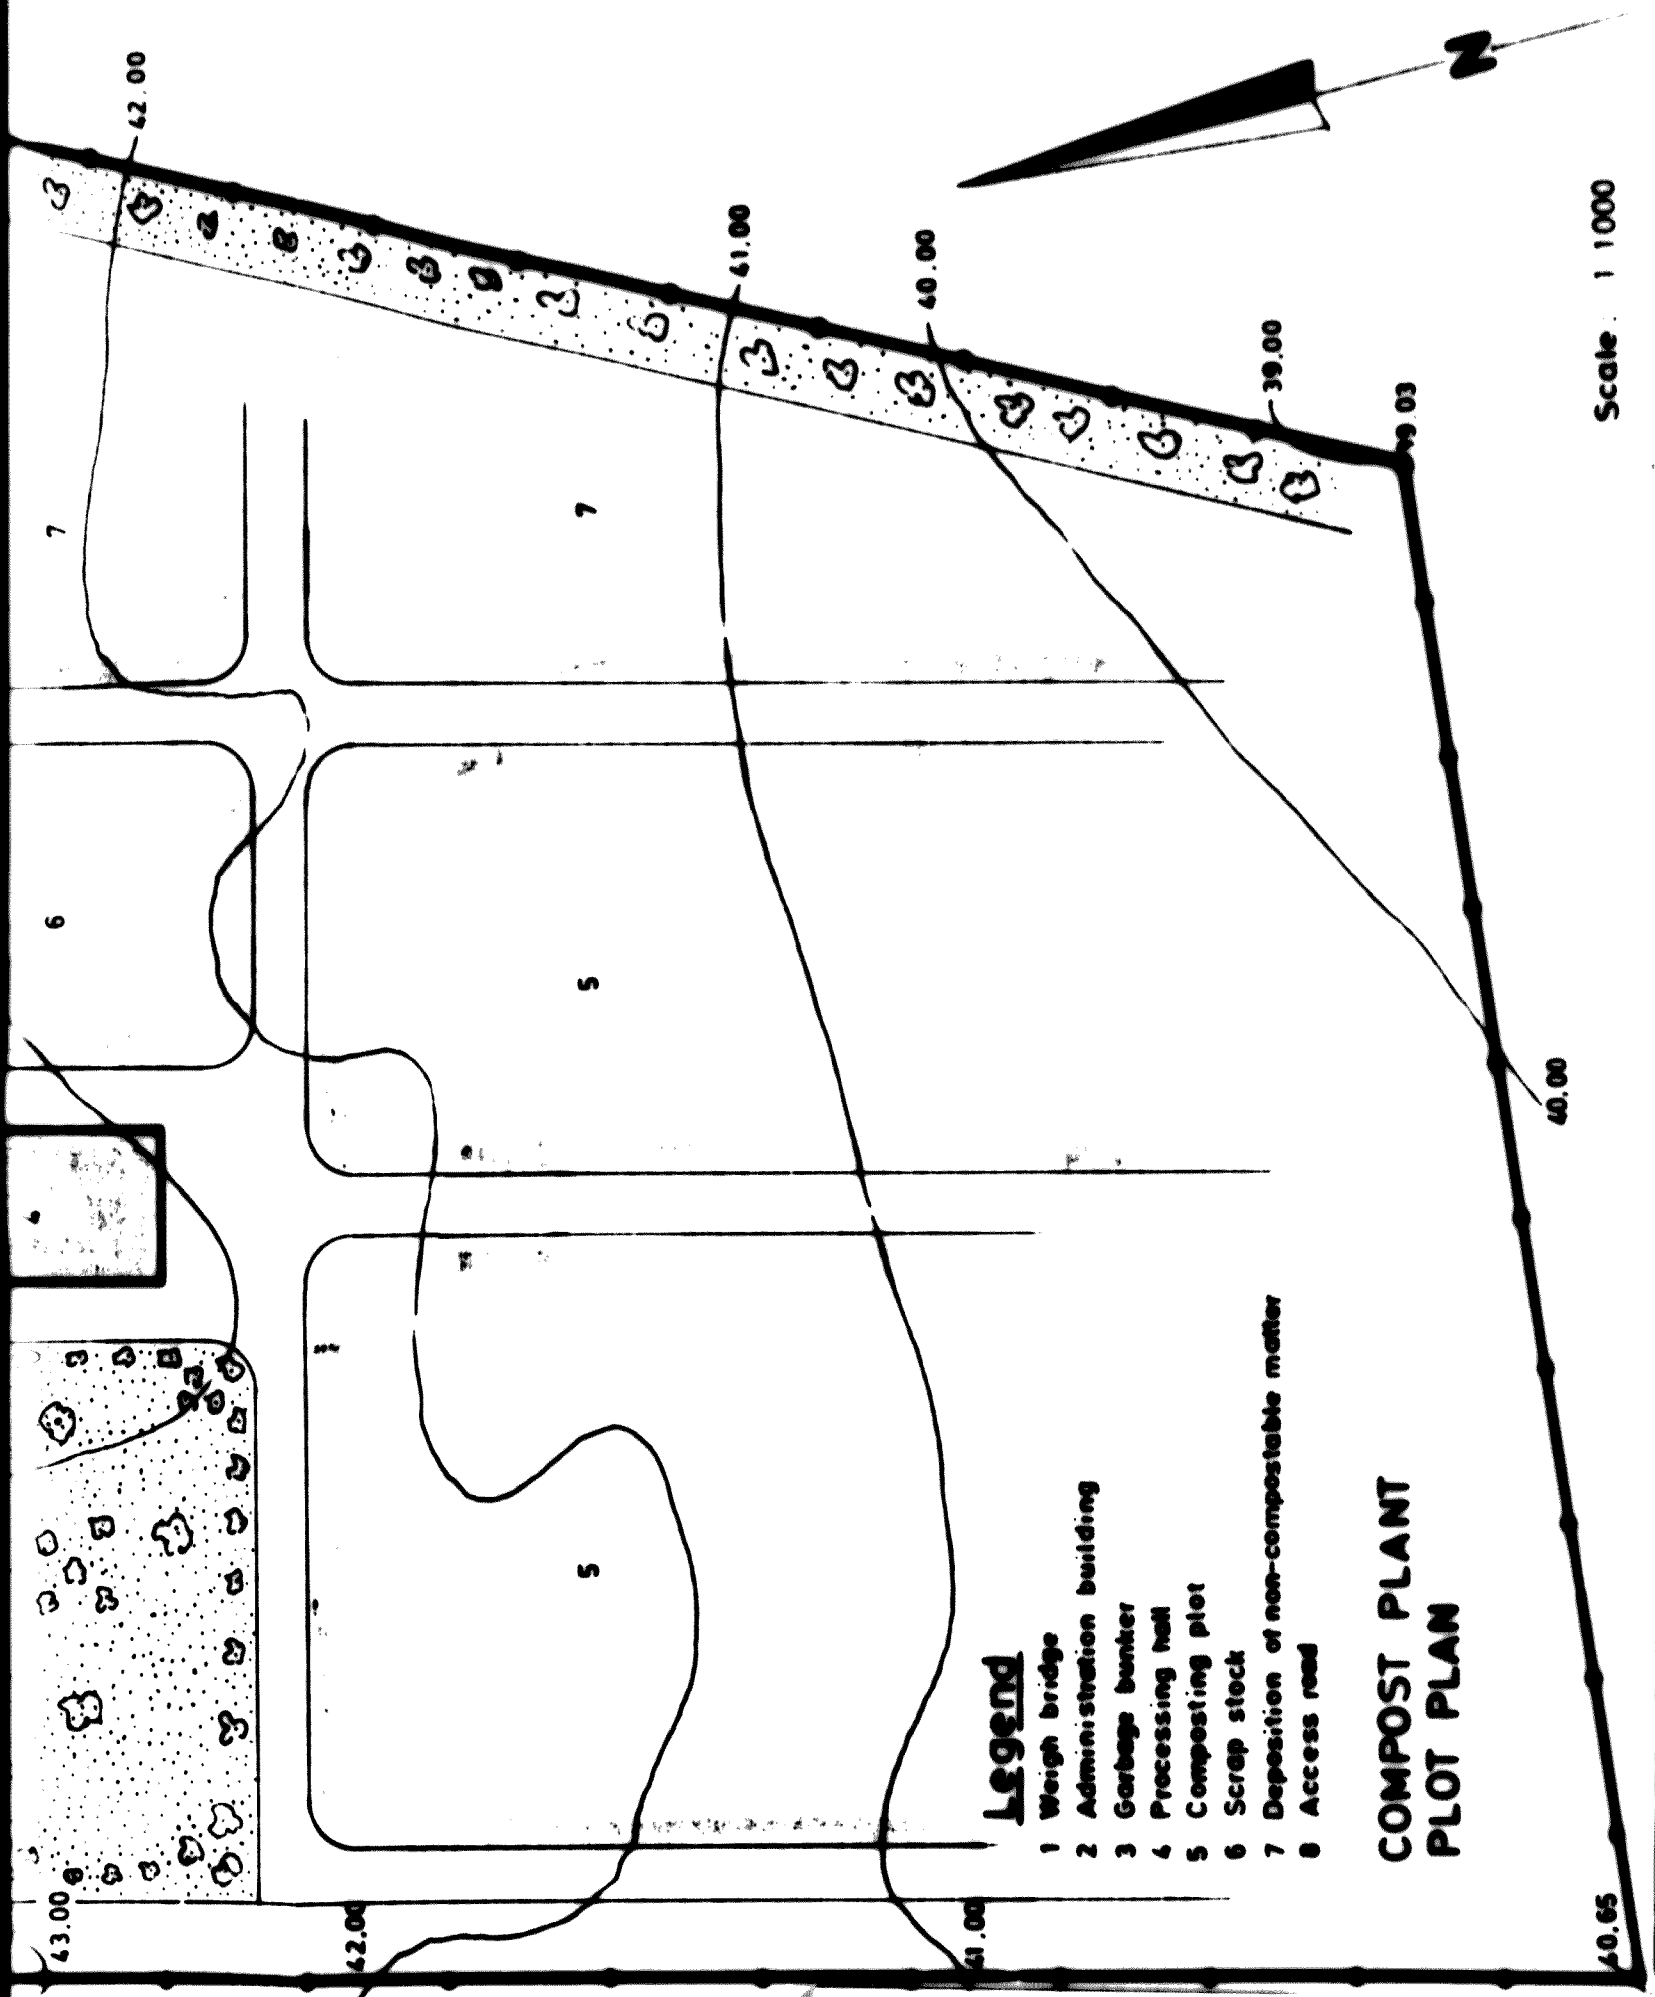 42.00
41.00
40.00
39.00
N
Scale : 1 1000
7
7
6
5
5
40.00
43.00
42.00
41.00
40.65
Legend
1 Weigh bridge
2 Administration building
3 Garbage bunker
4 Processing hall
5 Composting plot
6 Scrap stock
7 Deposition of non-compostable matter
8 Access road
COMPOST PLANT
PLOT PLAN